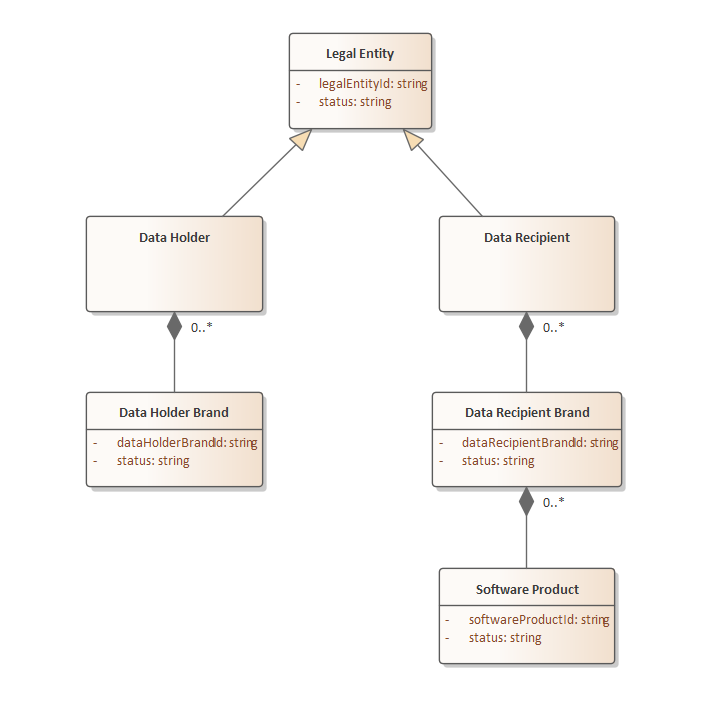 Legal Entity
- legalEntityId: string
- status: string
Data Holder
Data Recipient
0..*
0..*
Data Holder Brand
- dataHolderBrandId: string
- status: string
Data Recipient Brand
- dataRecipientBrandId: string
- status: string
0..*
Software Product
- softwareProductId: string
- status: string